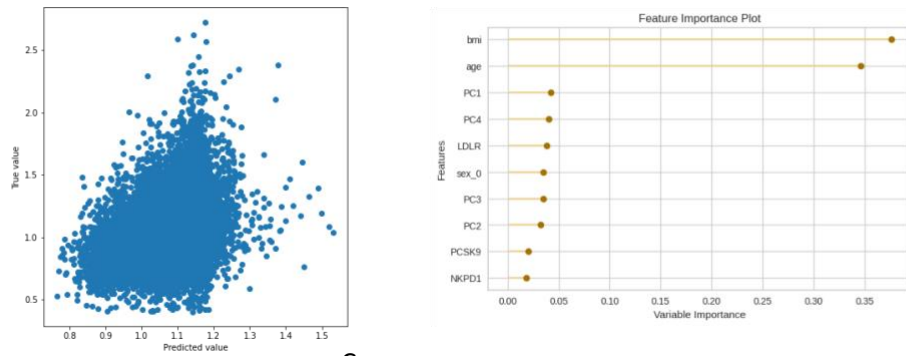 2.5
2.0
1.5
1.0
0.5
True value
0.8 0.9 1.0 1.1 1.2 1.3 1.4 1.5
Predicted value
Feature Importance Plot
Features
bmi
age
PC1
PC4
LDLR
sex_0
PC3
PC2
PCSK9
NKPD1
0.00 0.05 0.10 0.15 0.20 0.25 0.30 0.35
Variable Importance